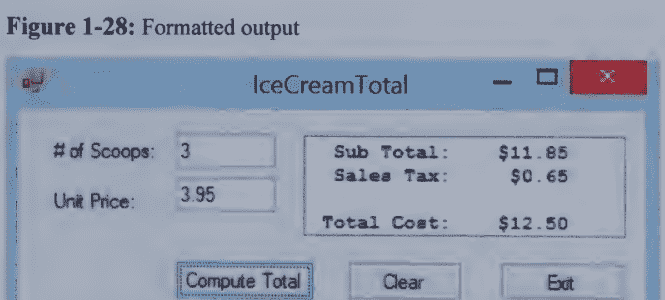 Figure 1-28: Formatted output
IceCreamTotal
# of Scoops: 3
Unit Price: 3.95
Sub Total: $11.85
Sales Tax: $0.65
Total Cost: $12.50
Compute Total Clear Exit